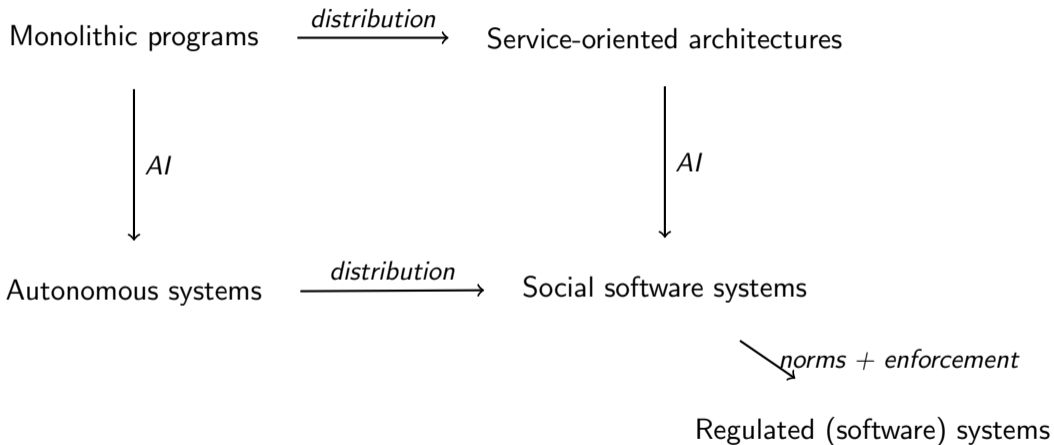 distribution
Monolithic programs
Service-oriented architectures
AI
AI
distribution
Autonomous systems
Social software systems
norms + enforcement
Regulated (software) systems